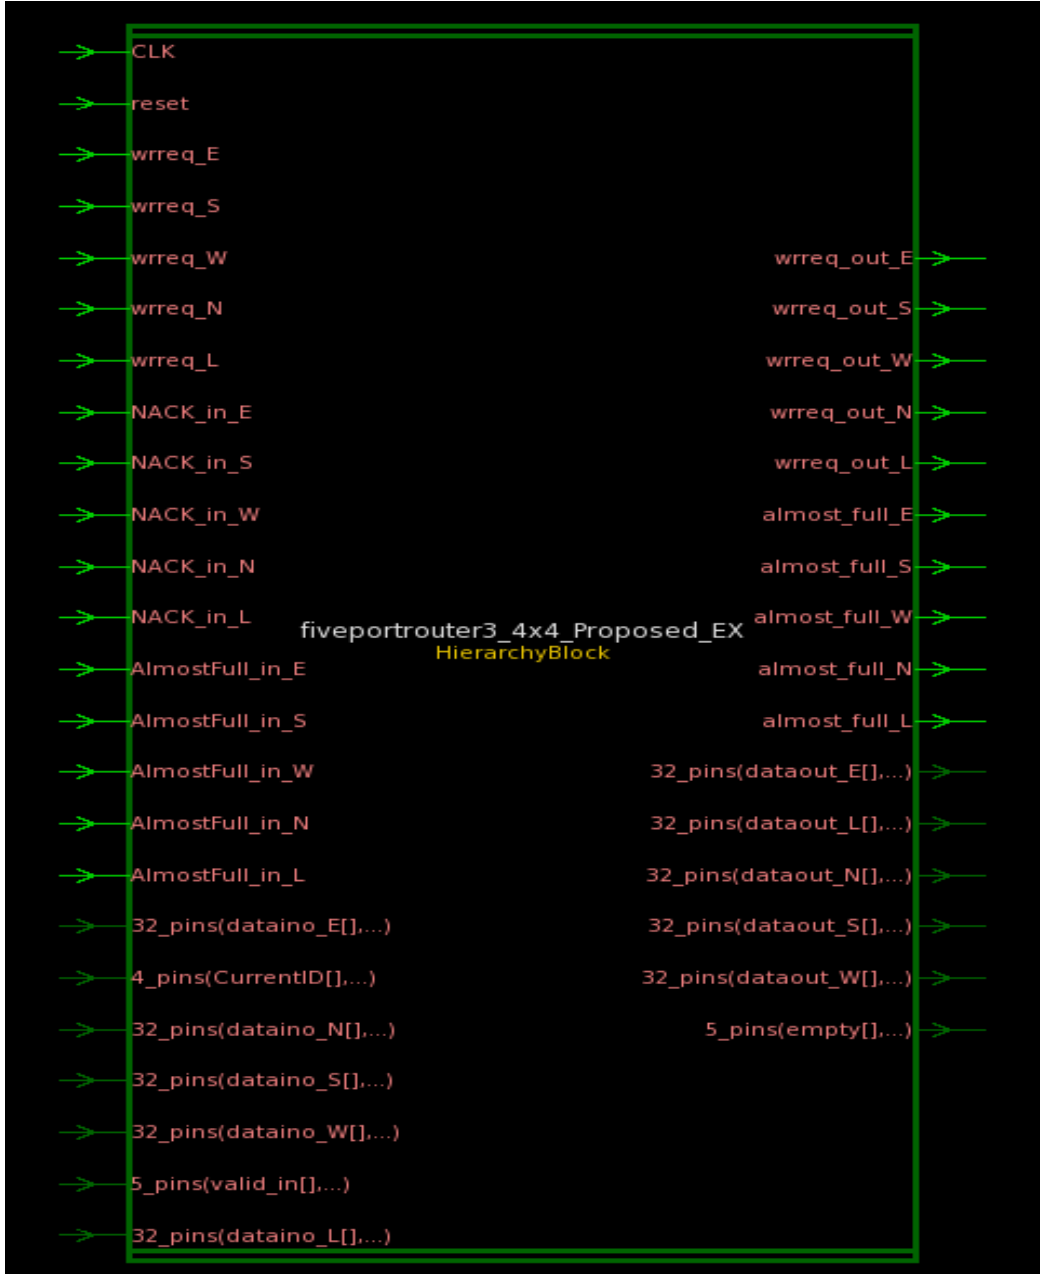 CLK
reset
wrreq_E
wrreq_S
wrreq_W
wrreq_N
wrreq_L
NACK_in_E
NACK_in_S
NACK_in_W
NACK_in_N
NACK_in_L
AlmostFull_in_E
AlmostFull_in_S
AlmostFull_in_W
AlmostFull_in_N
AlmostFull_in_L
32_pins(dataino_E[],...)
4_pins(CurrentID[],...)
32_pins(dataino_N[],...)
32_pins(dataino_S[],...)
32_pins(dataino_W[],...)
5_pins(valid_in[],...)
32_pins(dataino_L[],...)
fiveportrouter3_4x4_Proposed_EX
HierarchyBlock
wrreq_out_E
wrreq_out_S
wrreq_out_W
wrreq_out_N
wrreq_out_L
almost_full_E
almost_full_S
almost_full_W
almost_full_N
almost_full_L
32_pins(dataout_E[],...)
32_pins(dataout_L[],...)
32_pins(dataout_N[],...)
32_pins(dataout_S[],...)
32_pins(dataout_W[],...)
5_pins(empty[],...)